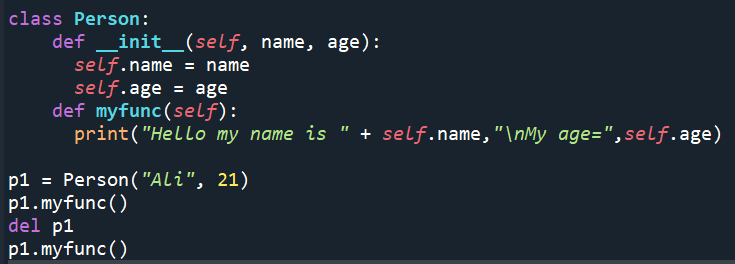 class Person:
    def __init__(self, name, age):
      self.name = name
      self.age = age
    def myfunc(self):
      print("Hello my name is " + self.name,"\nMy age=",self.age)

p1 = Person("Ali", 21)
p1.myfunc()
del p1
p1.myfunc()